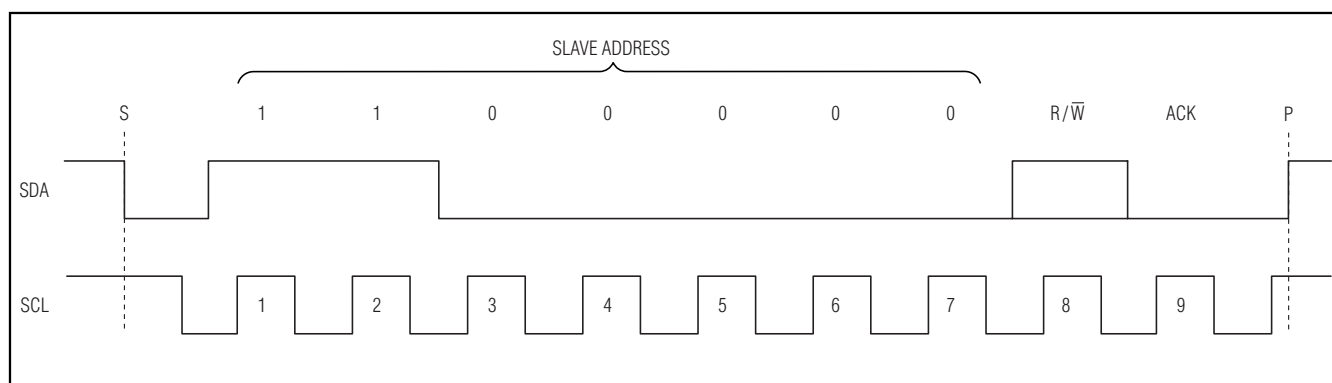 SLAVE ADDRESS
S 1 1 0 0 0 0 0 R/W̅ ACK P
SDA
SCL 1 2 3 4 5 6 7 8 9